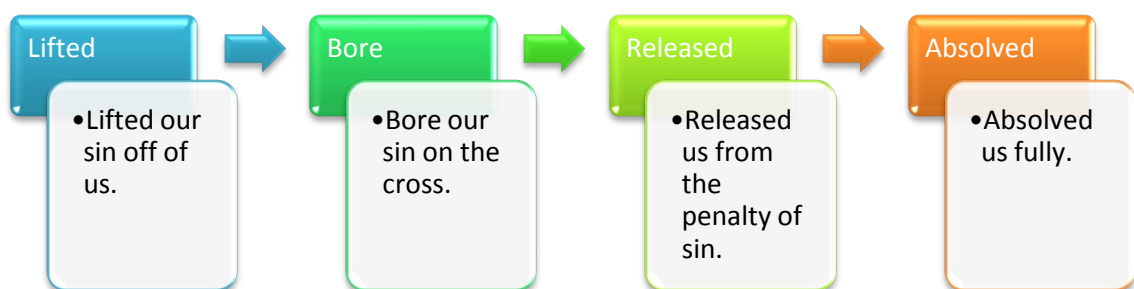 Lifted
•Lifted our
sin off of
us.
Bore
•Bore our
sin on the
cross.
Released
•Released
us from
the
penalty of
sin.
Absolved
•Absolved
us fully.